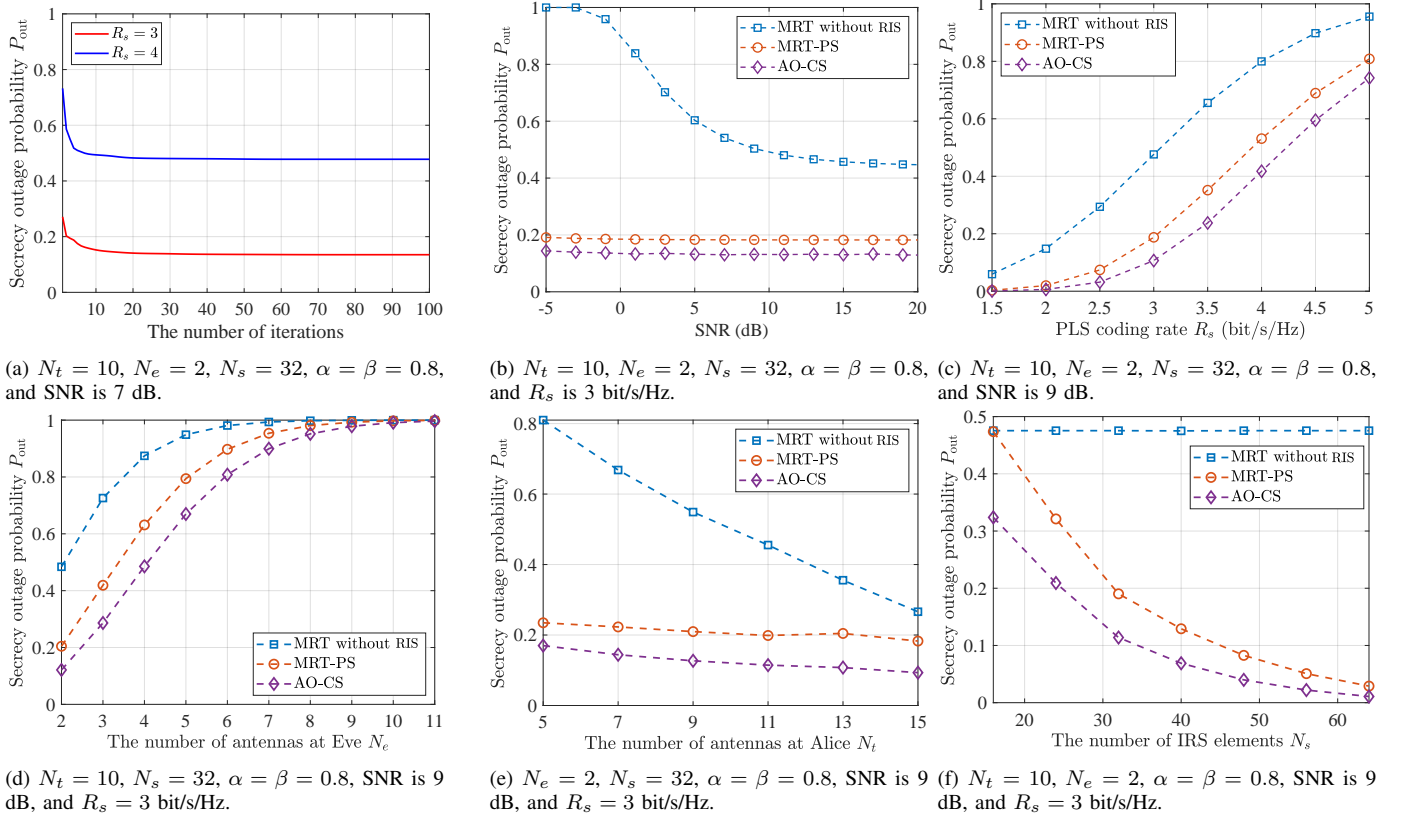 R_s = 3
R_s = 4
Secrecy outage probability P_out
1
0.8
0.6
0.4
0.2
0
10 20 30 40 50 60 70 80 90 100
The number of iterations
(a) N_t = 10, N_e = 2, N_s = 32, α = β = 0.8,
and SNR is 7 dB.
MRT without RIS
MRT-PS
AO-CS
Secrecy outage probability P_out
1
0.8
0.6
0.4
0.2
0
-5 0 5 10 15 20
SNR (dB)
(b) N_t = 10, N_e = 2, N_s = 32, α = β = 0.8,
and R_s is 3 bit/s/Hz.
MRT without RIS
MRT-PS
AO-CS
Secrecy outage probability P_out
1
0.8
0.6
0.4
0.2
0
1.5 2 2.5 3 3.5 4 4.5 5
PLS coding rate R_s (bit/s/Hz)
(c) N_t = 10, N_e = 2, N_s = 32, α = β = 0.8,
and SNR is 9 dB.
Secrecy outage probability P_out
1
0.8
0.6
0.4
0.2
0
MRT without RIS
MRT-PS
AO-CS
2 3 4 5 6 7 8 9 10 11
The number of antennas at Eve N_e
(d) N_t = 10, N_s = 32, α = β = 0.8, SNR is 9
dB, and R_s = 3 bit/s/Hz.
MRT without RIS
MRT-PS
AO-CS
Secrecy outage probability P_out
0.8
0.6
0.4
0.2
0
5 7 9 11 13 15
The number of antennas at Alice N_t
(e) N_e = 2, N_s = 32, α = β = 0.8, SNR is 9
dB, and R_s = 3 bit/s/Hz.
MRT without RIS
MRT-PS
AO-CS
Secrecy outage probability P_out
0.5
0.4
0.3
0.2
0.1
0
20 30 40 50 60
The number of IRS elements N_s
(f) N_t = 10, N_e = 2, α = β = 0.8, SNR is 9
dB, and R_s = 3 bit/s/Hz.